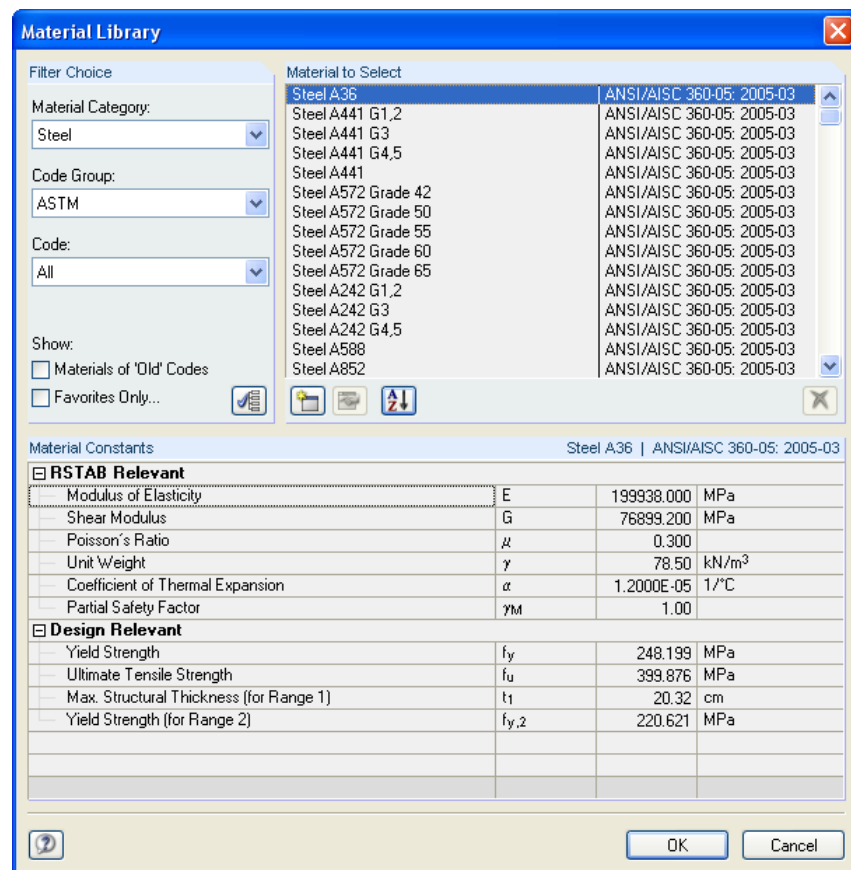 Material Library
Filter Choice
Material Category:
Steel
Code Group:
ASTM
Code:
All
Show:
Materials of 'Old' Codes
Favorites Only...
Material to Select
Steel A36 ANSI/AISC 360-05: 2005-03
Steel A441 G1,2 ANSI/AISC 360-05: 2005-03
Steel A441 G3 ANSI/AISC 360-05: 2005-03
Steel A441 G4,5 ANSI/AISC 360-05: 2005-03
Steel A441 ANSI/AISC 360-05: 2005-03
Steel A572 Grade 42 ANSI/AISC 360-05: 2005-03
Steel A572 Grade 50 ANSI/AISC 360-05: 2005-03
Steel A572 Grade 55 ANSI/AISC 360-05: 2005-03
Steel A572 Grade 60 ANSI/AISC 360-05: 2005-03
Steel A572 Grade 65 ANSI/AISC 360-05: 2005-03
Steel A242 G1,2 ANSI/AISC 360-05: 2005-03
Steel A242 G3 ANSI/AISC 360-05: 2005-03
Steel A242 G4,5 ANSI/AISC 360-05: 2005-03
Steel A588 ANSI/AISC 360-05: 2005-03
Steel A852 ANSI/AISC 360-05: 2005-03
Material Constants Steel A36 | ANSI/AISC 360-05: 2005-03
RSTAB Relevant
Modulus of Elasticity E 199938.000 MPa
Shear Modulus G 76899.200 MPa
Poisson´s Ratio μ 0.300
Unit Weight γ 78.50 kN/m³
Coefficient of Thermal Expansion α 1.2000E-05 1/°C
Partial Safety Factor γM 1.00
Design Relevant
Yield Strength fy 248.199 MPa
Ultimate Tensile Strength fu 399.876 MPa
Max. Structural Thickness (for Range 1) t1 20.32 cm
Yield Strength (for Range 2) fy,2 220.621 MPa
OK Cancel